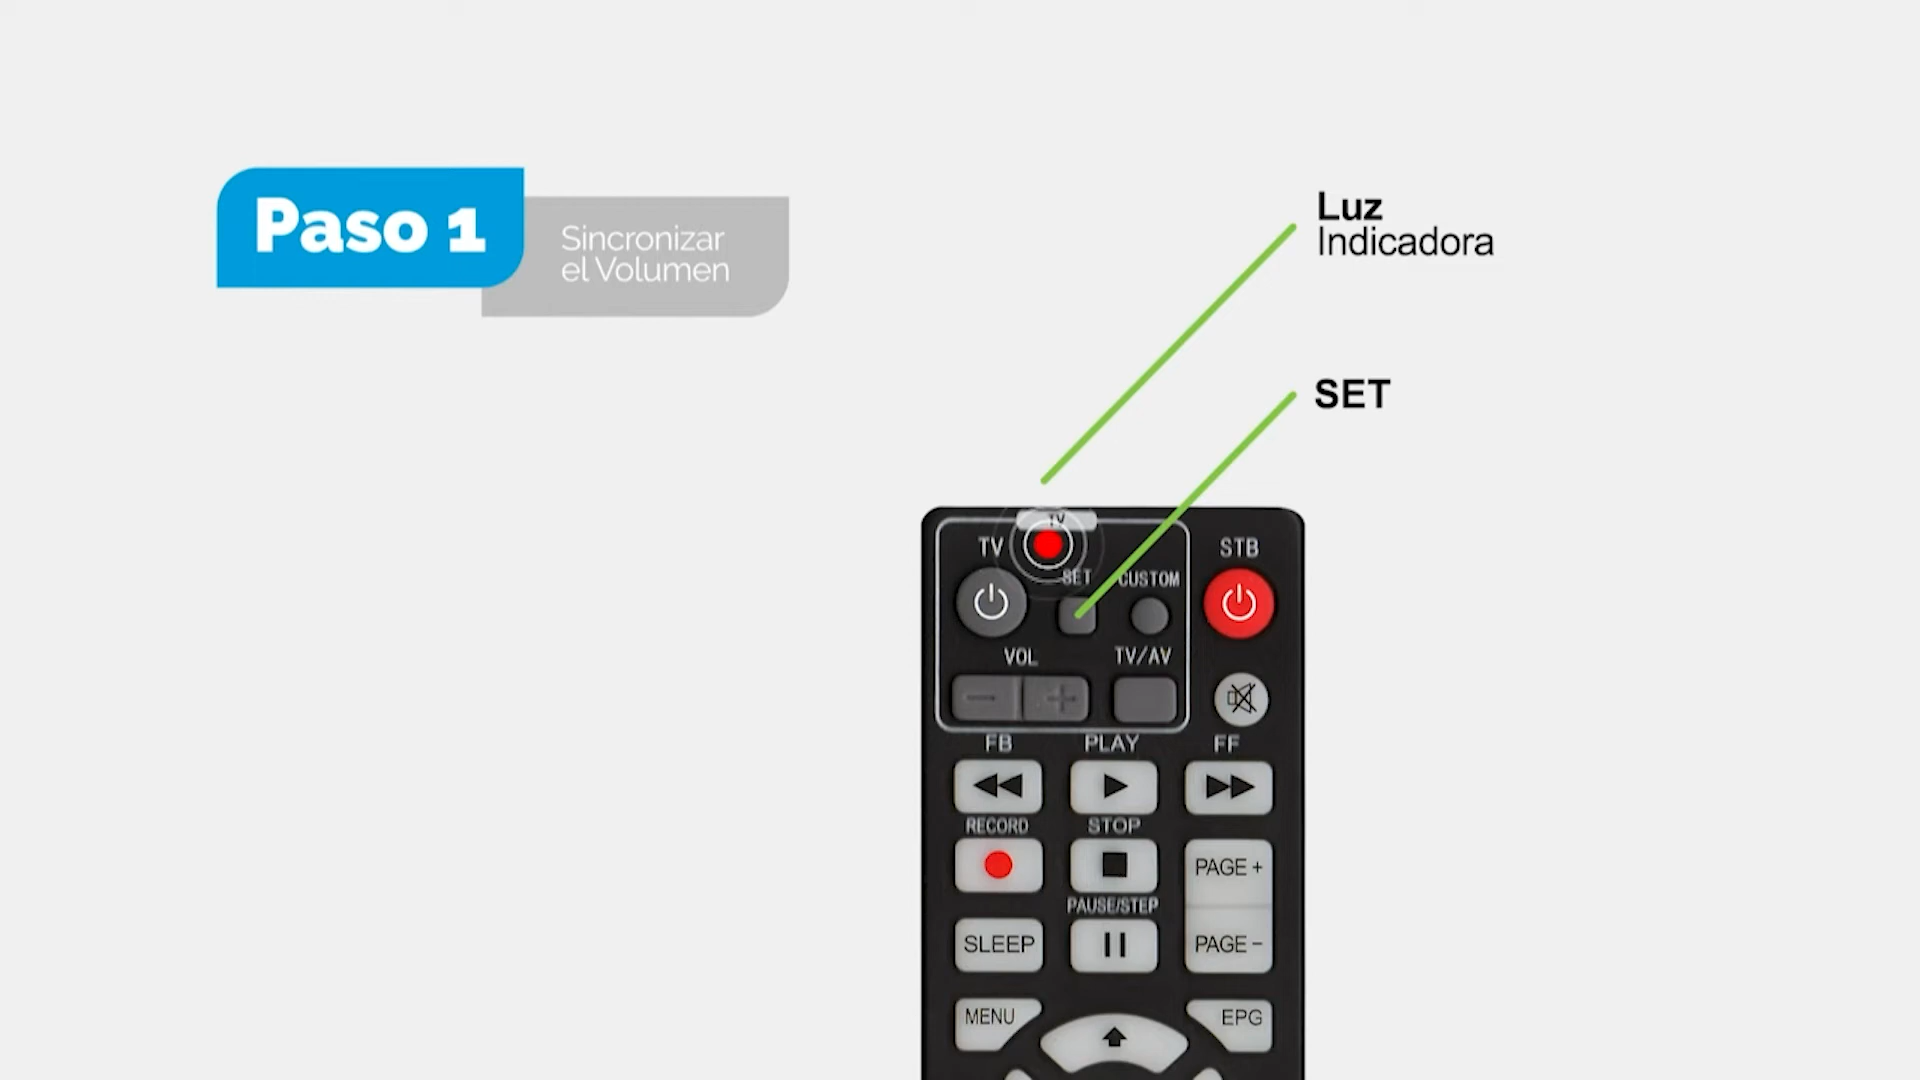 Paso 1
Sincronizar
el Volumen
Luz
Indicadora
SET
TV
TV
STB
SET
CUSTOM
VOL
TV/AV
FB
PLAY
FF
RECORD
STOP
PAGE +
PAUSE/STEP
SLEEP
PAGE −
MENU
EPG